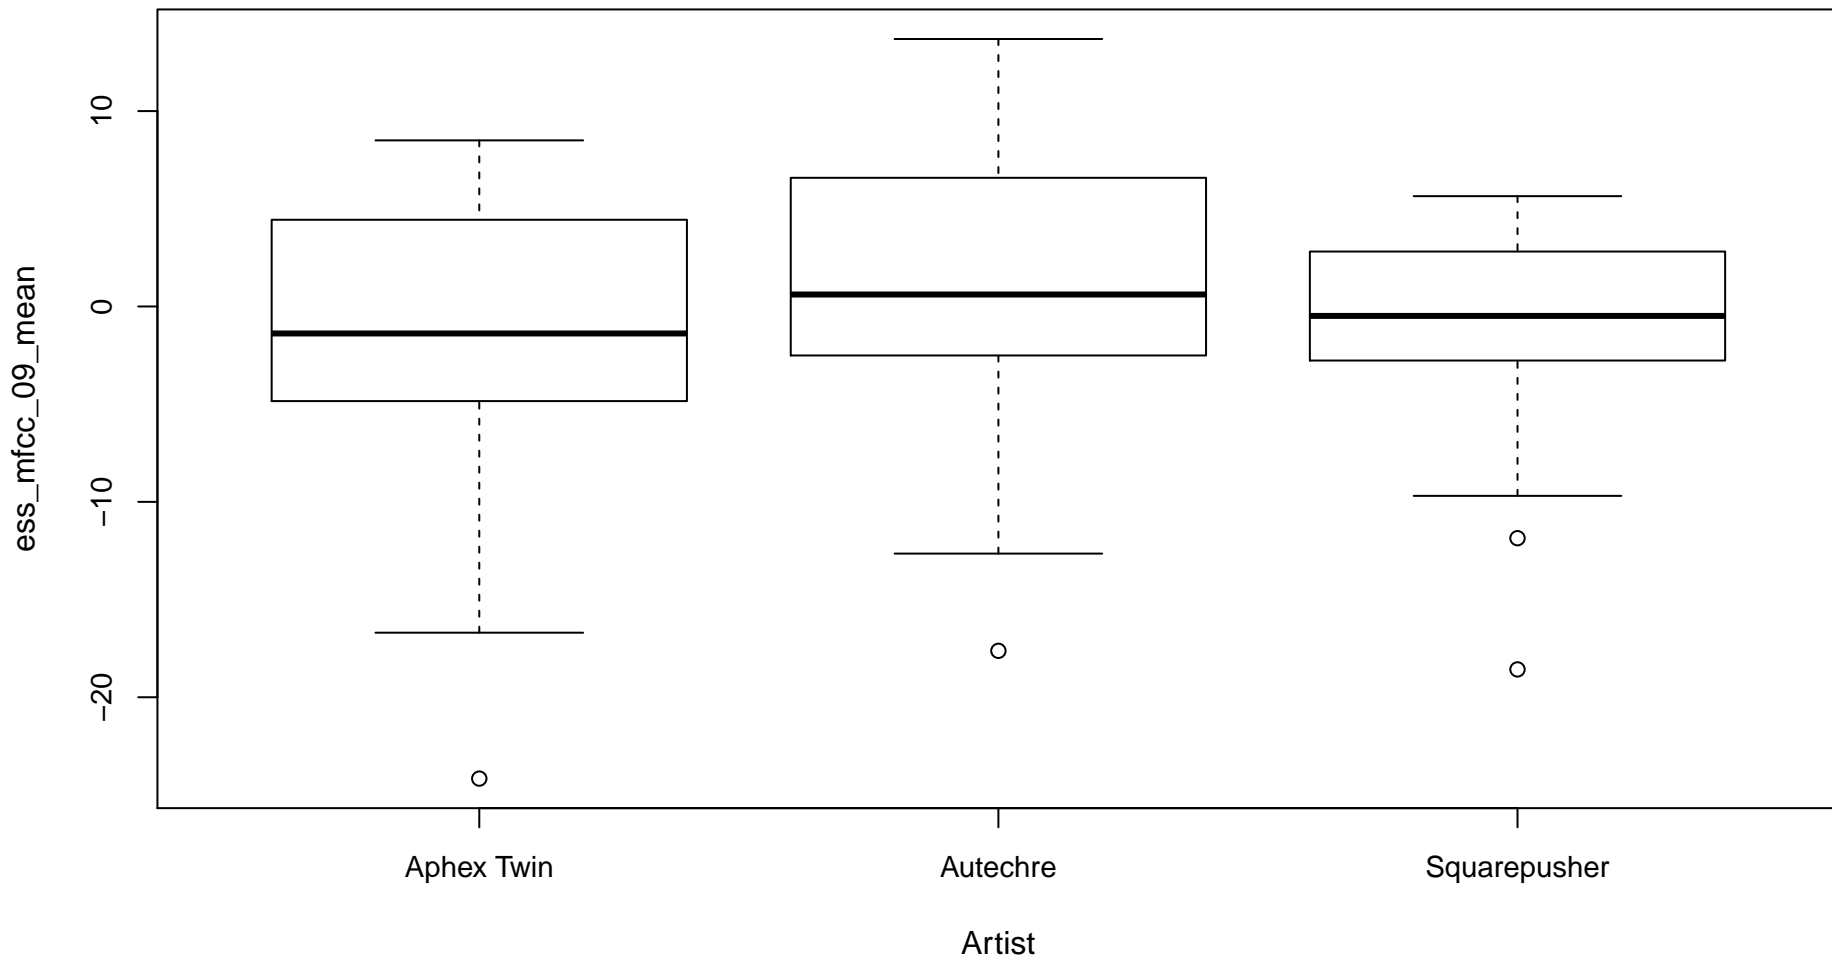 ess_mfcc_09_mean
10
0
−10
−20
Aphex Twin
Autechre
Squarepusher
Artist